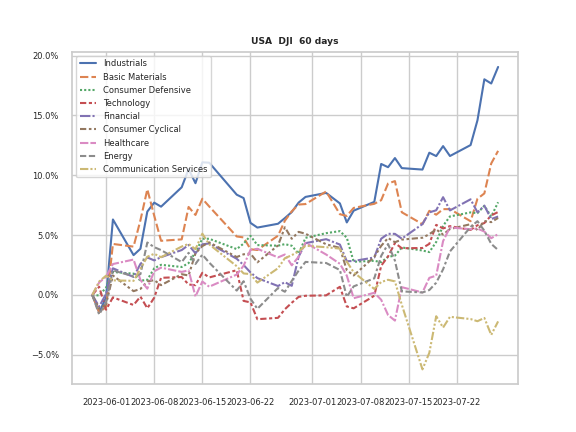 USA DJI 60 days
20.0%
15.0%
10.0%
5.0%
0.0%
−5.0%
Industrials
Basic Materials
Consumer Defensive
Technology
Financial
Consumer Cyclical
Healthcare
Energy
Communication Services
2023-06-01 2023-06-08 2023-06-15 2023-06-22 2023-07-01 2023-07-08 2023-07-15 2023-07-22